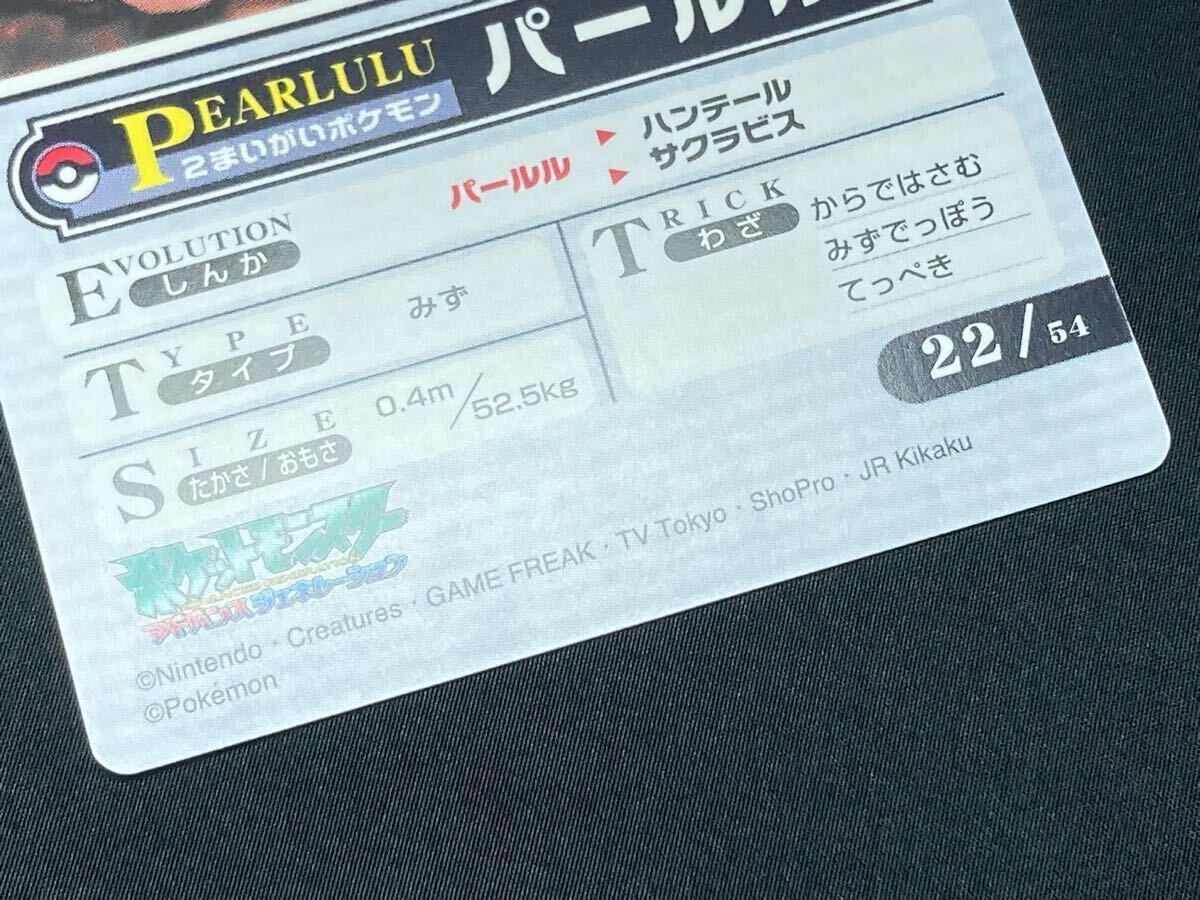 PEARLULU パールル
2まいがいポケモン
EVOLUTION
しんか
パールル ▶ ハンテール
▶ サクラビス
TYPE
タイプ
みず
SIZE
たかさ/おもさ
0.4m/52.5kg
TRICK
わざ
からではさむ
みずでっぽう
てっぺき
22/54
ポケットモンスター
ADVANCED GENERATION
アドバンスジェネレーション
©Nintendo・Creatures・GAME FREAK・TV Tokyo・ShoPro・JR Kikaku
©Pokémon